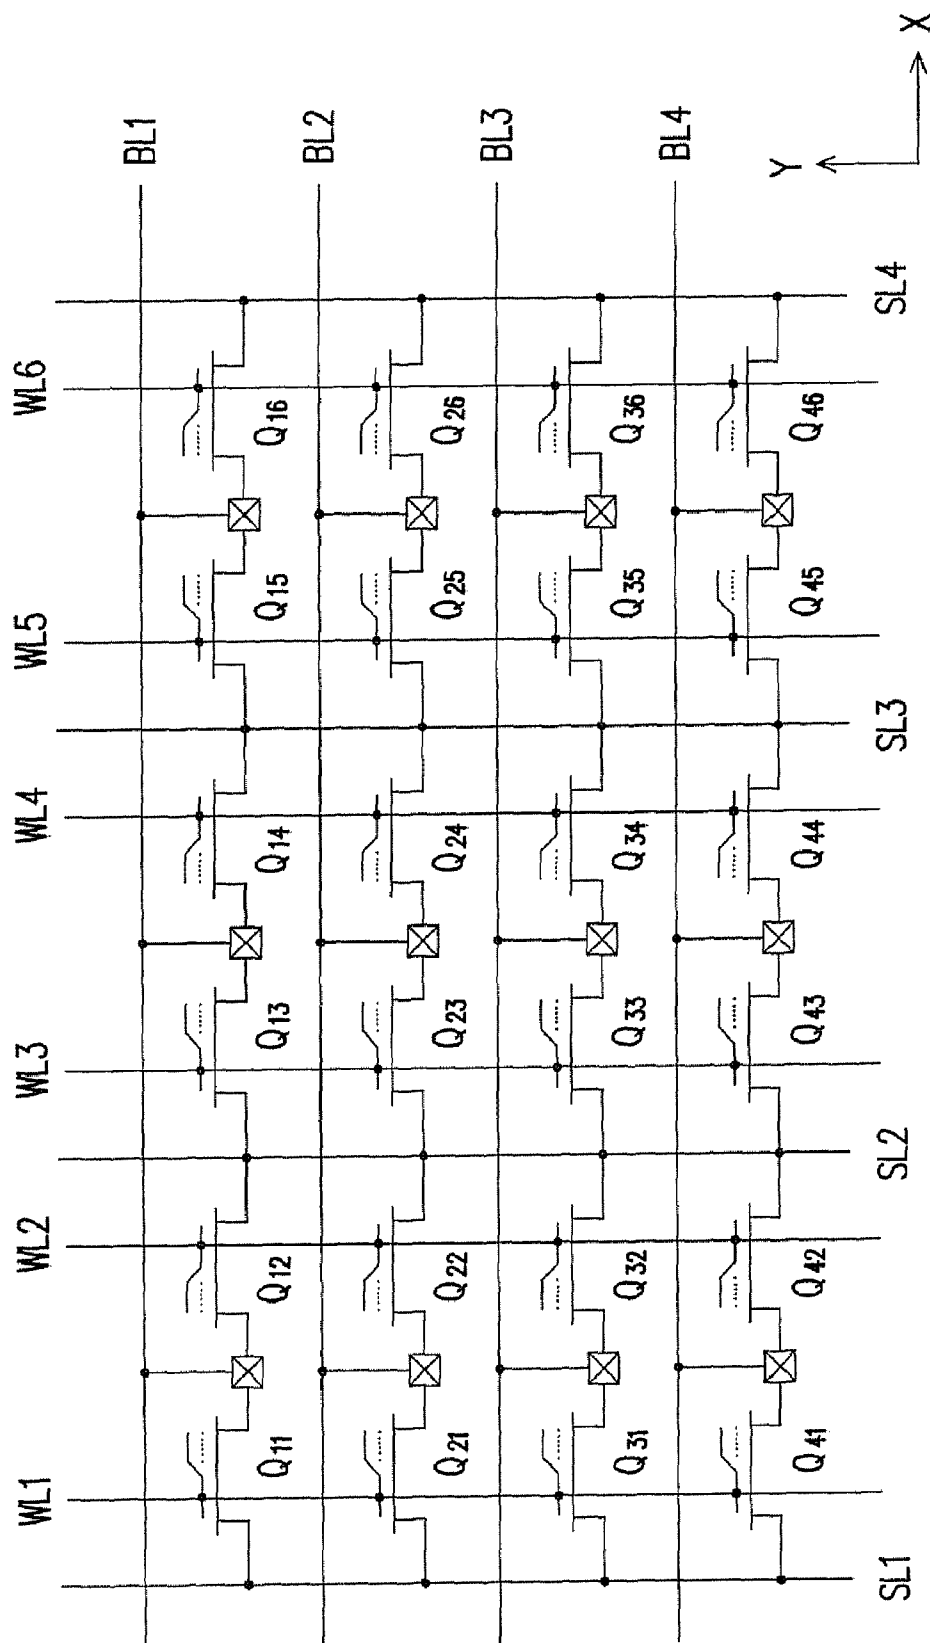 WL1 WL2 WL3 WL4 WL5 WL6
BL1
Q11 Q12 Q13 Q14 Q15 Q16
BL2
Q21 Q22 Q23 Q24 Q25 Q26
BL3
Q31 Q32 Q33 Q34 Q35 Q36
BL4
Q41 Q42 Q43 Q44 Q45 Q46
Y
SL1 SL2 SL3 SL4
X